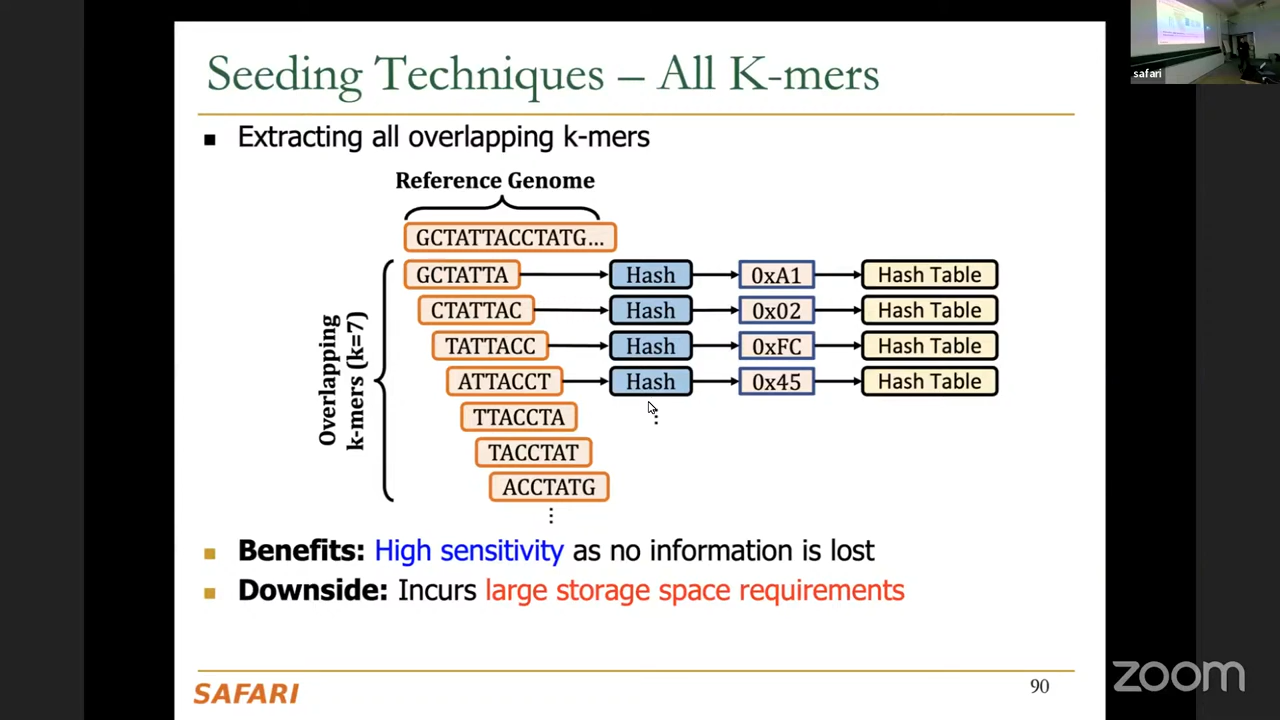 Seeding Techniques – All K-mers
Extracting all overlapping k-mers
Reference Genome
GCTATTACCTATG...
Overlapping
k-mers (k=7)
GCTATTA Hash 0xA1 Hash Table
CTATTAC Hash 0x02 Hash Table
TATTACC Hash 0xFC Hash Table
ATTACCT Hash 0x45 Hash Table
TTACCTA
TACCTAT
ACCTATG
Benefits: High sensitivity as no information is lost
Downside: Incurs large storage space requirements
SAFARI
90
safari
zoom